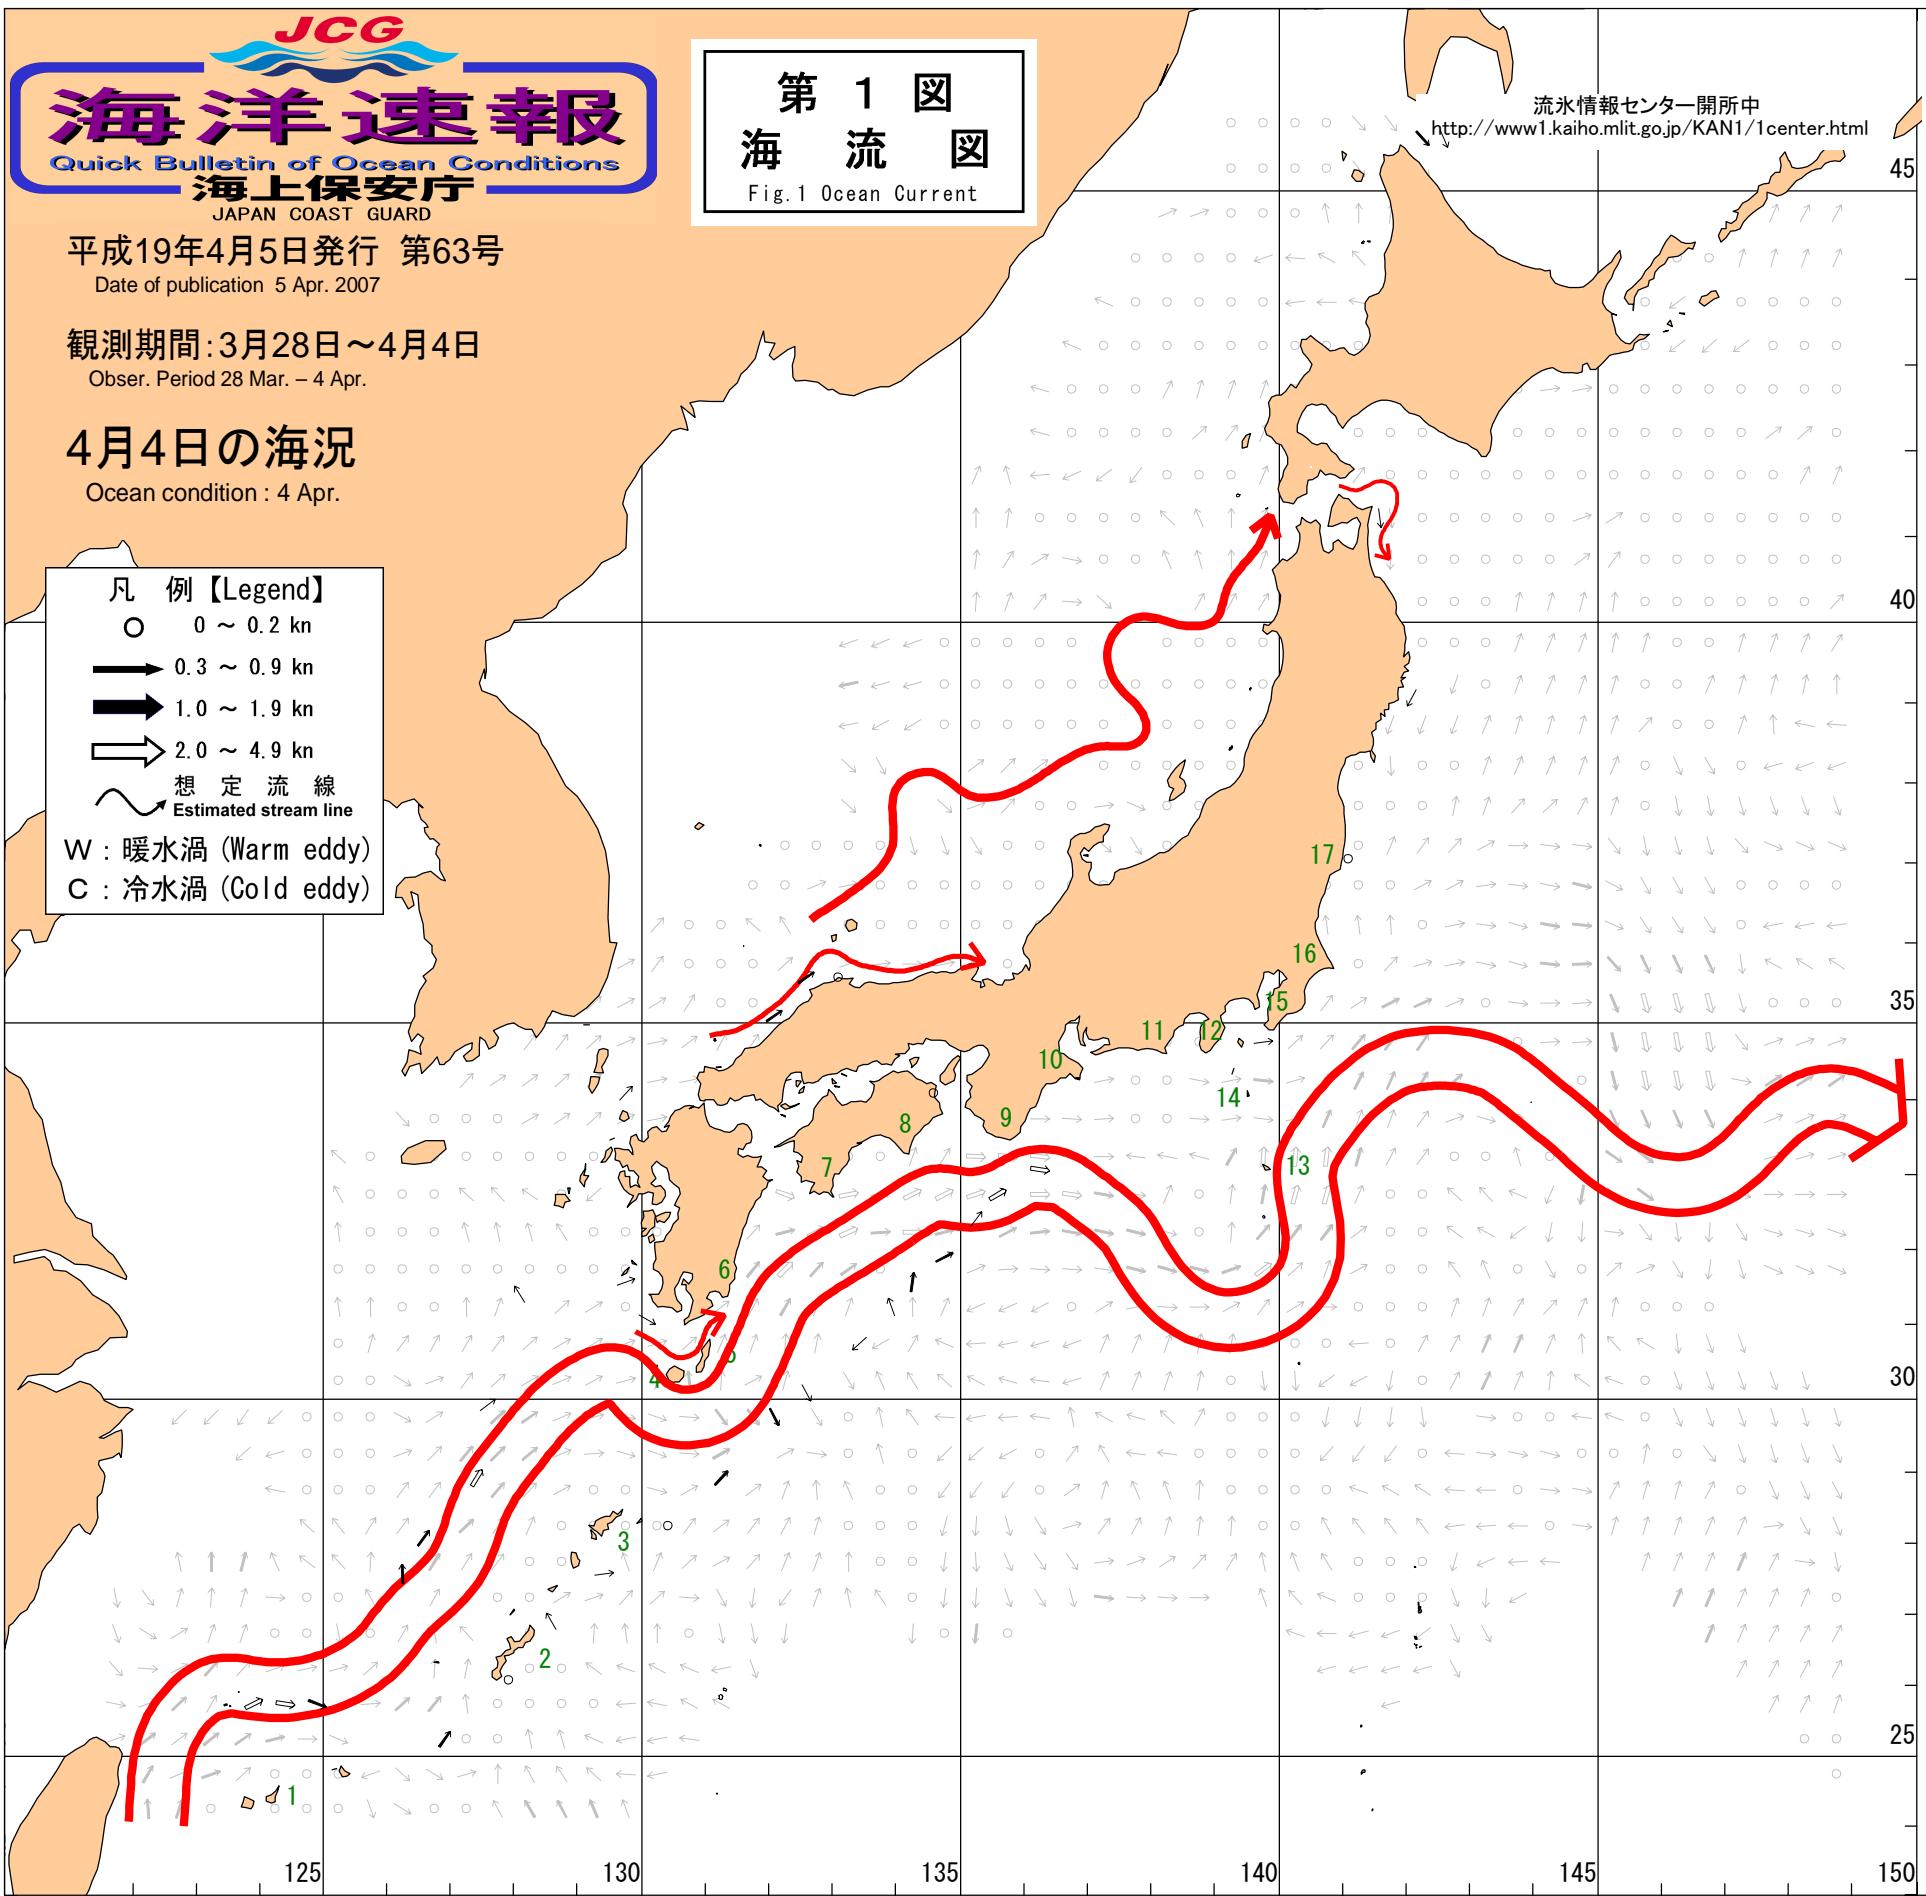 JCG
海洋速報
Quick Bulletin of Ocean Conditions
海上保安庁
JAPAN COAST GUARD
平成19年4月5日発行 第63号
Date of publication 5 Apr. 2007
観測期間:3月28日～4月4日
Obser. Period 28 Mar. – 4 Apr.
4月4日の海況
Ocean condition : 4 Apr.
第 1 図
海 流 図
Fig.1 Ocean Current
流氷情報センター開所中
http://www1.kaiho.mlit.go.jp/KAN1/1center.html
凡 例【Legend】
0 ～ 0.2 kn
0.3 ～ 0.9 kn
1.0 ～ 1.9 kn
2.0 ～ 4.9 kn
想 定 流 線
Estimated stream line
W : 暖水渦 (Warm eddy)
C : 冷水渦 (Cold eddy)
45
40
35
30
25
17
16
15
12
11
10
14
9
8
7
13
6
5
4
3
2
1
125
130
135
140
145
150